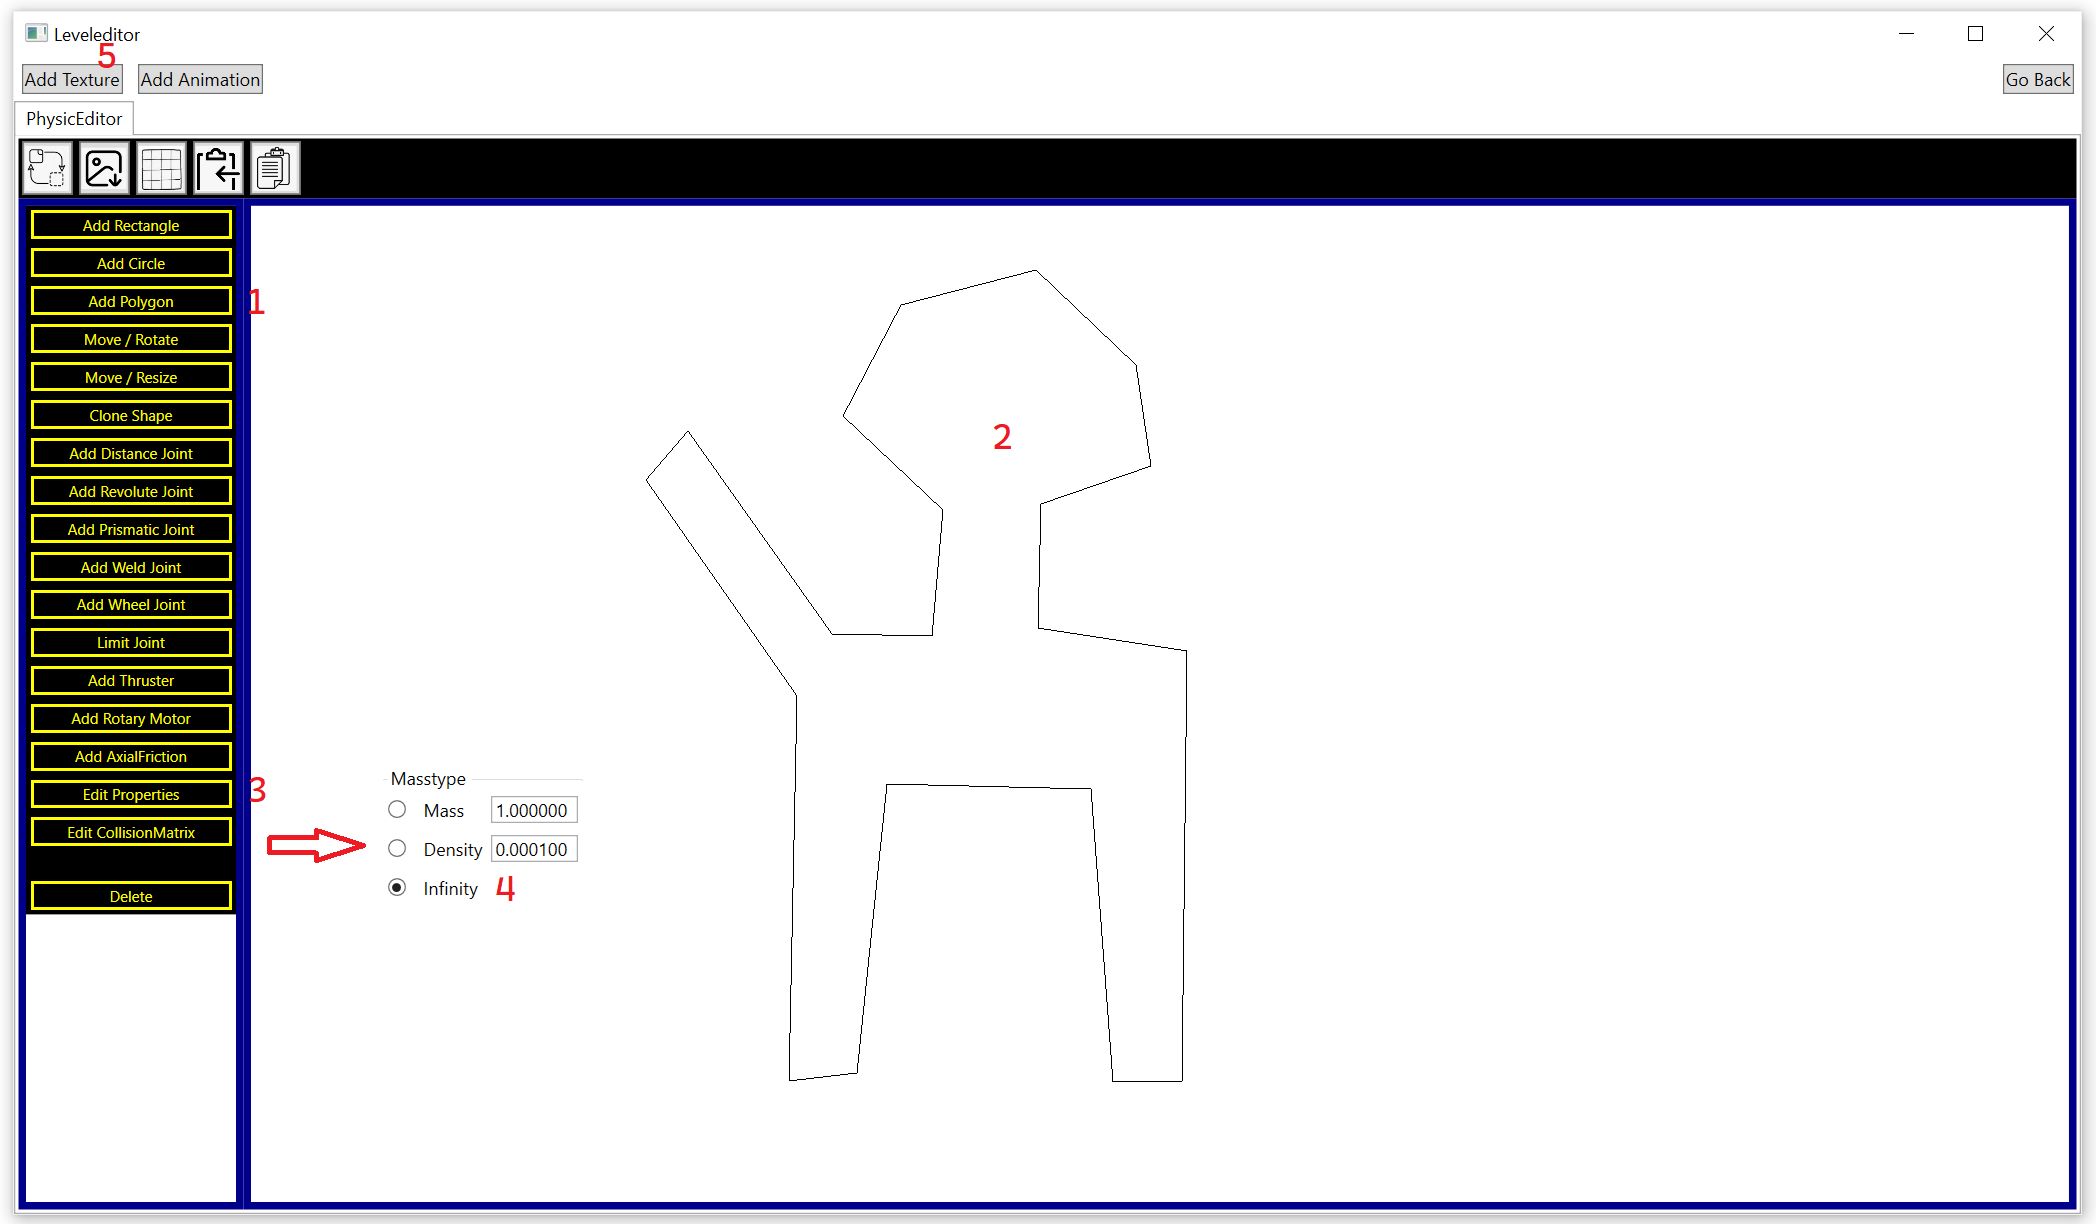 Leveleditor
5
Add Texture
Add Animation
Go Back
PhysicEditor
Add Rectangle
Add Circle
Add Polygon
1
Move / Rotate
Move / Resize
Clone Shape
2
Add Distance Joint
Add Revolute Joint
Add Prismatic Joint
Add Weld Joint
Add Wheel Joint
Limit Joint
Add Thruster
Add Rotary Motor
Add AxialFriction
Edit Properties
3
Edit CollisionMatrix
Delete
Masstype
Mass 1.000000
Density 0.000100
Infinity 4